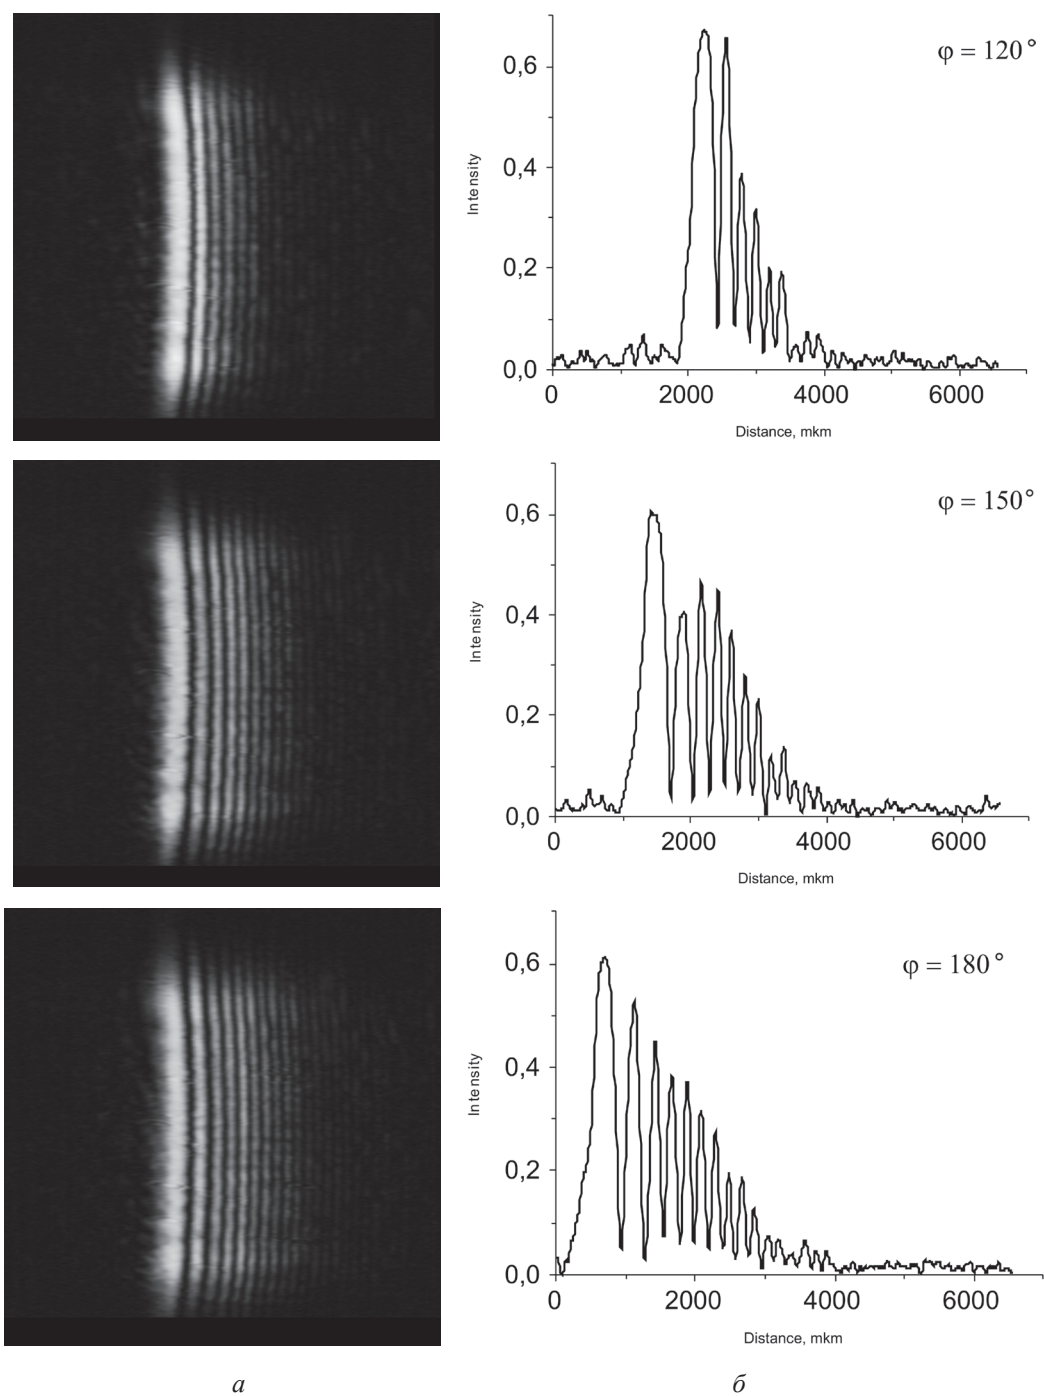 φ = 120°
0,6
0,4
0,2
0,0
Intensity
0 2000 4000 6000
Distance, mkm
φ = 150°
0,6
0,4
0,2
0,0
Intensity
0 2000 4000 6000
Distance, mkm
φ = 180°
0,6
0,4
0,2
0,0
Intensity
0 2000 4000 6000
Distance, mkm
а б